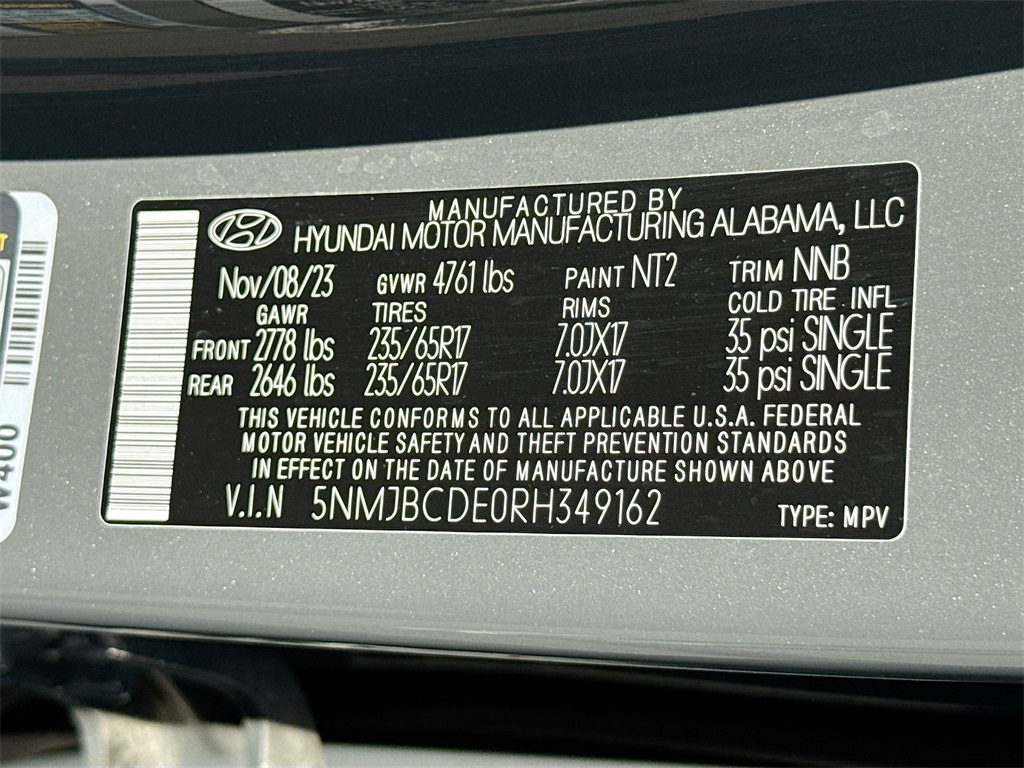 MANUFACTURED BY
HYUNDAI MOTOR MANUFACTURING ALABAMA, LLC
Nov/08/23 GVWR 4761 lbs PAINT NT2 TRIM NNB
GAWR TIRES RIMS COLD TIRE INFL
FRONT 2778 lbs 235/65R17 7.0JX17 35 psi SINGLE
REAR 2646 lbs 235/65R17 7.0JX17 35 psi SINGLE
THIS VEHICLE CONFORMS TO ALL APPLICABLE U.S.A. FEDERAL
MOTOR VEHICLE SAFETY AND THEFT PREVENTION STANDARDS
IN EFFECT ON THE DATE OF MANUFACTURE SHOWN ABOVE
V.I.N 5NMJBCDE0RH349162 TYPE: MPV
W400